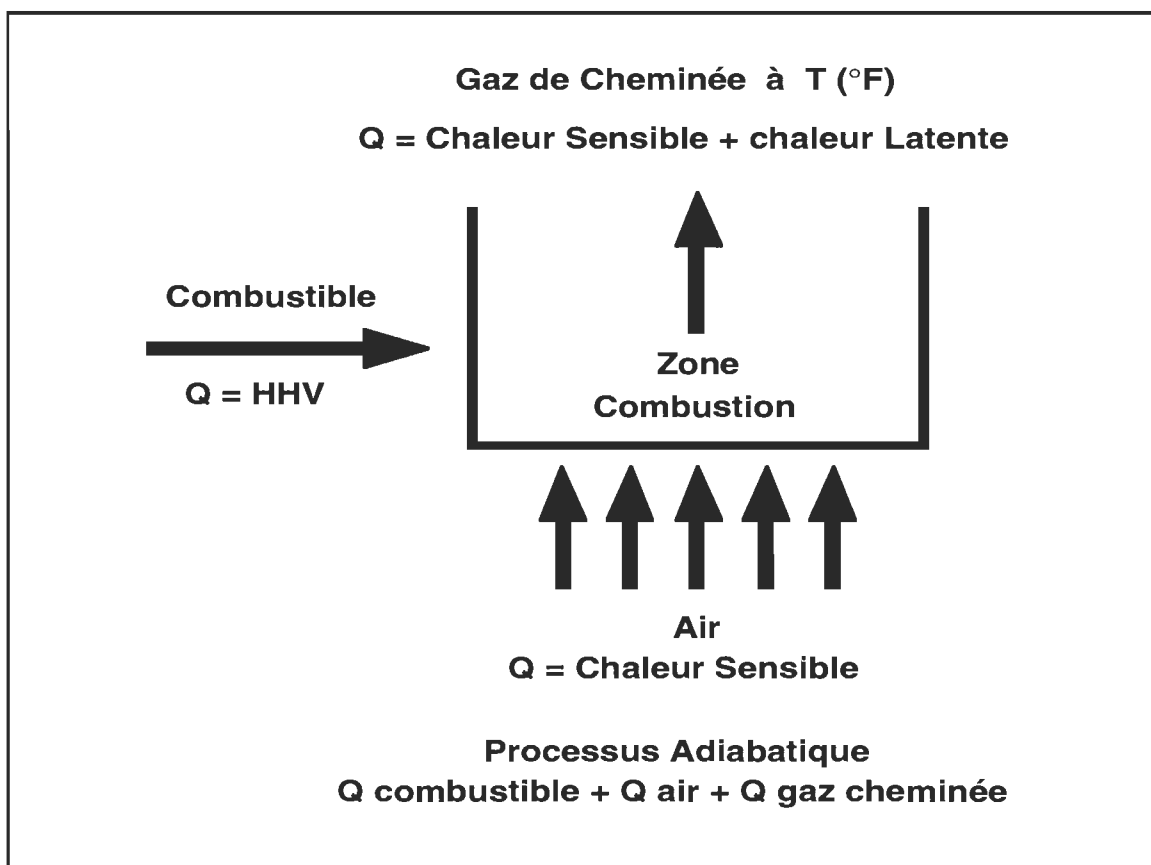 Gaz de Cheminée à T (°F)
Q = Chaleur Sensible + chaleur Latente
Combustible
Q = HHV
Zone
Combustion
Air
Q = Chaleur Sensible
Processus Adiabatique
Q combustible + Q air + Q gaz cheminée